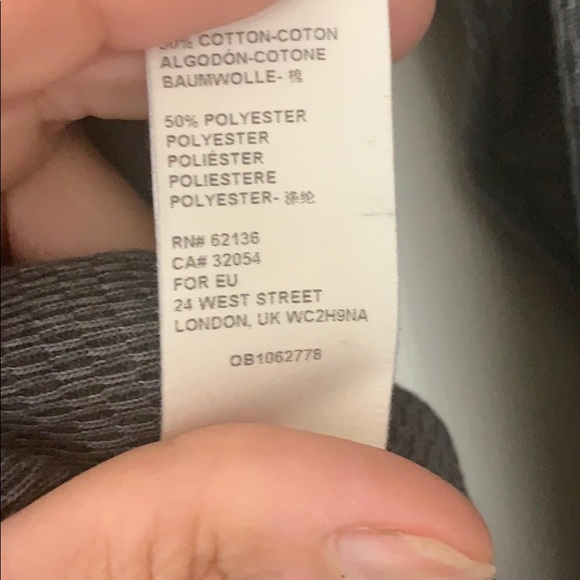 50% COTTON-COTON
ALGODÓN-COTONE
BAUMWOLLE- 棉
50% POLYESTER
POLYESTER
POLIÉSTER
POLIESTERE
POLYESTER- 涤纶
RN# 62136
CA# 32054
FOR EU
24 WEST STREET
LONDON, UK WC2H9NA
OB1062778